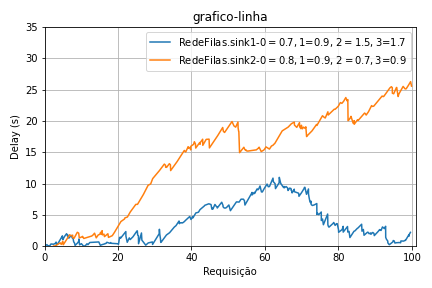 grafico-linha
RedeFilas.sink1-0 = 0.7, 1=0.9, 2 = 1.5, 3=1.7
RedeFilas.sink2-0 = 0.8, 1=0.9, 2 = 0.7, 3=0.9
35
30
25
20
15
10
5
0
Delay (s)
0 20 40 60 80 100
Requisição